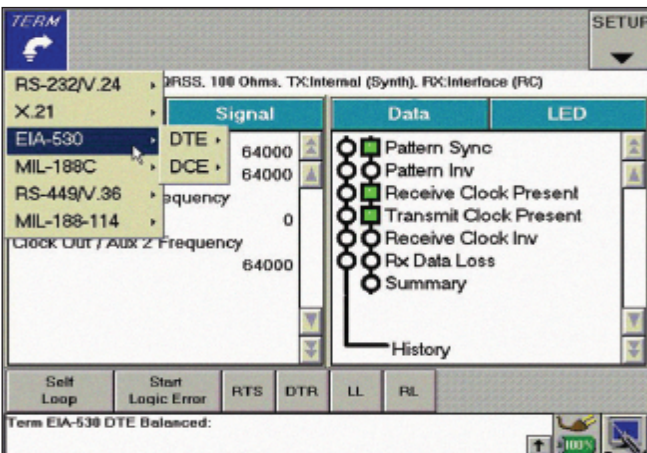 TERM
SETUP
RS-232/V.24
QRSS, 100 Ohms, TX:Internal (Synth), RX:Interface (RC)
X.21
Signal
Data
LED
EIA-530
DTE
64000
Pattern Sync
MIL-188C
DCE
64000
Pattern Inv
RS-449/V.36
equency
Receive Clock Present
MIL-188-114
0
Transmit Clock Present
Clock Out / Aux 2 Frequency
Receive Clock Inv
64000
Rx Data Loss
Summary
History
Self Loop
Start Logic Error
RTS
DTR
LL
RL
Term EIA-530 DTE Balanced:
100%